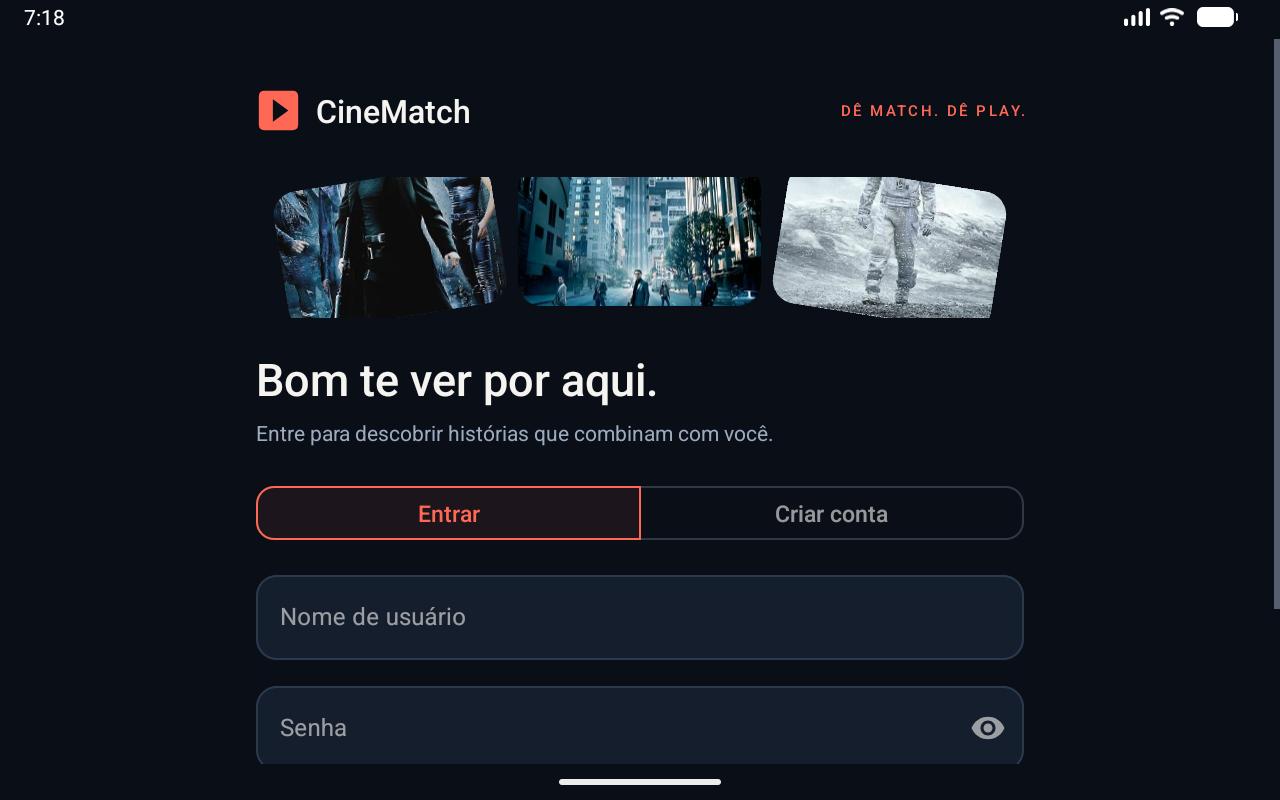 7:18
CineMatch
DÊ MATCH. DÊ PLAY.
Bom te ver por aqui.
Entre para descobrir histórias que combinam com você.
Entrar
Criar conta
Nome de usuário
Senha